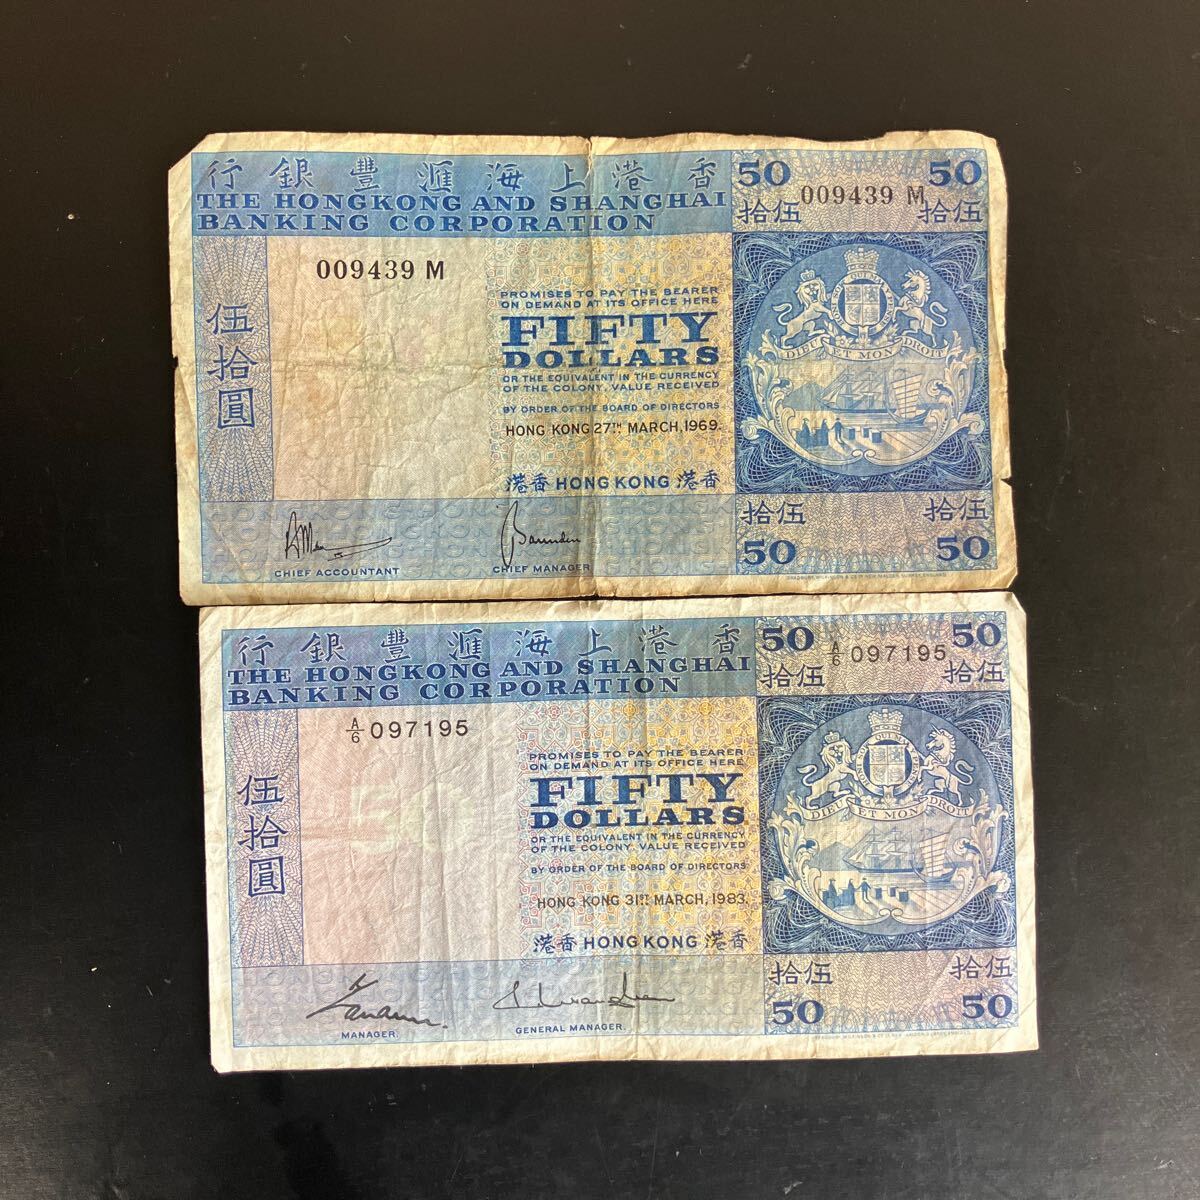 行銀豐滙海上港香
THE HONGKONG AND SHANGHAI
BANKING CORPORATION
009439 M
50 009439 M 50
拾伍 拾伍
伍拾圓
PROMISES TO PAY THE BEARER
ON DEMAND AT ITS OFFICE HERE
FIFTY
DOLLARS
OR THE EQUIVALENT IN THE CURRENCY
OF THE COLONY, VALUE RECEIVED
BY ORDER OF THE BOARD OF DIRECTORS
HONG KONG 27TH MARCH, 1969.
港香 HONG KONG 港香
DIEU ET MON DROIT
CHIEF ACCOUNTANT
CHIEF MANAGER
拾伍 拾伍
50 50
行銀豐滙海上港香
THE HONGKONG AND SHANGHAI
BANKING CORPORATION
A/6 097195
50 A/6 097195 50
拾伍 拾伍
伍拾圓
PROMISES TO PAY THE BEARER
ON DEMAND AT ITS OFFICE HERE
FIFTY
DOLLARS
OR THE EQUIVALENT IN THE CURRENCY
OF THE COLONY, VALUE RECEIVED
BY ORDER OF THE BOARD OF DIRECTORS
HONG KONG 31ST MARCH, 1983.
港香 HONG KONG 港香
DIEU ET MON DROIT
MANAGER.
GENERAL MANAGER.
拾伍 拾伍
50 50